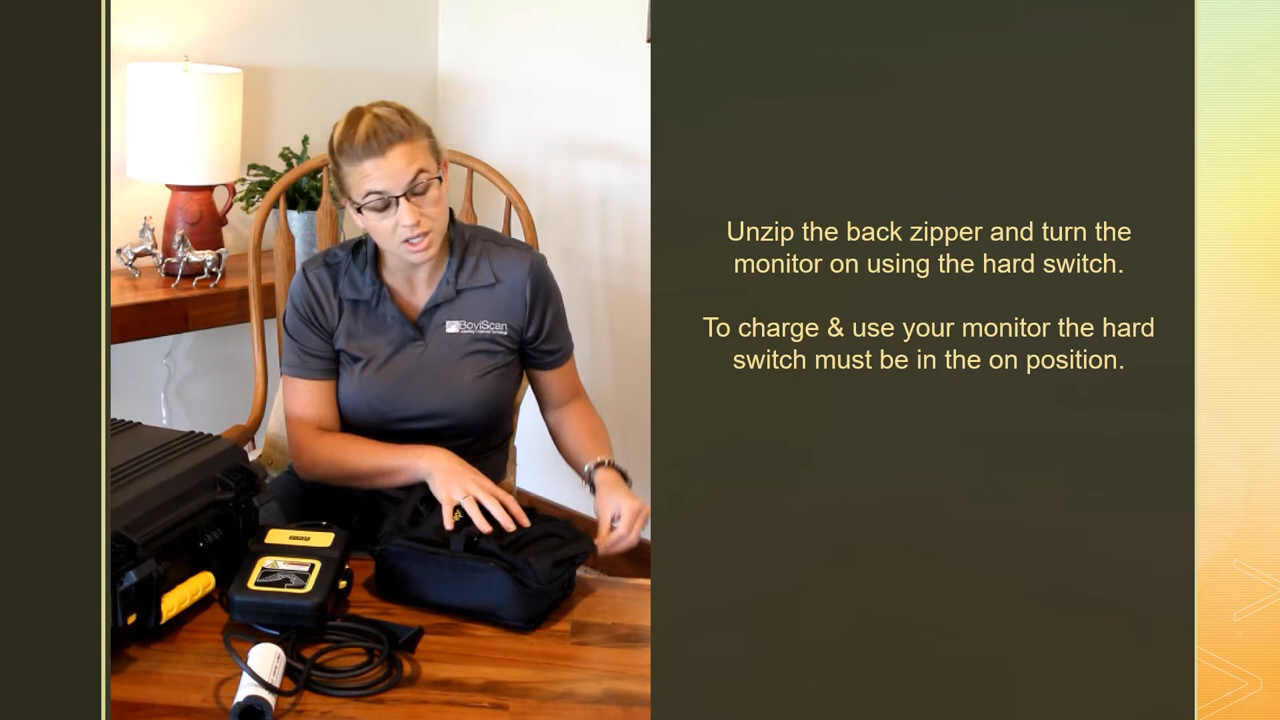 Unzip the back zipper and turn the
monitor on using the hard switch.
To charge & use your monitor the hard
switch must be in the on position.
BoviScan